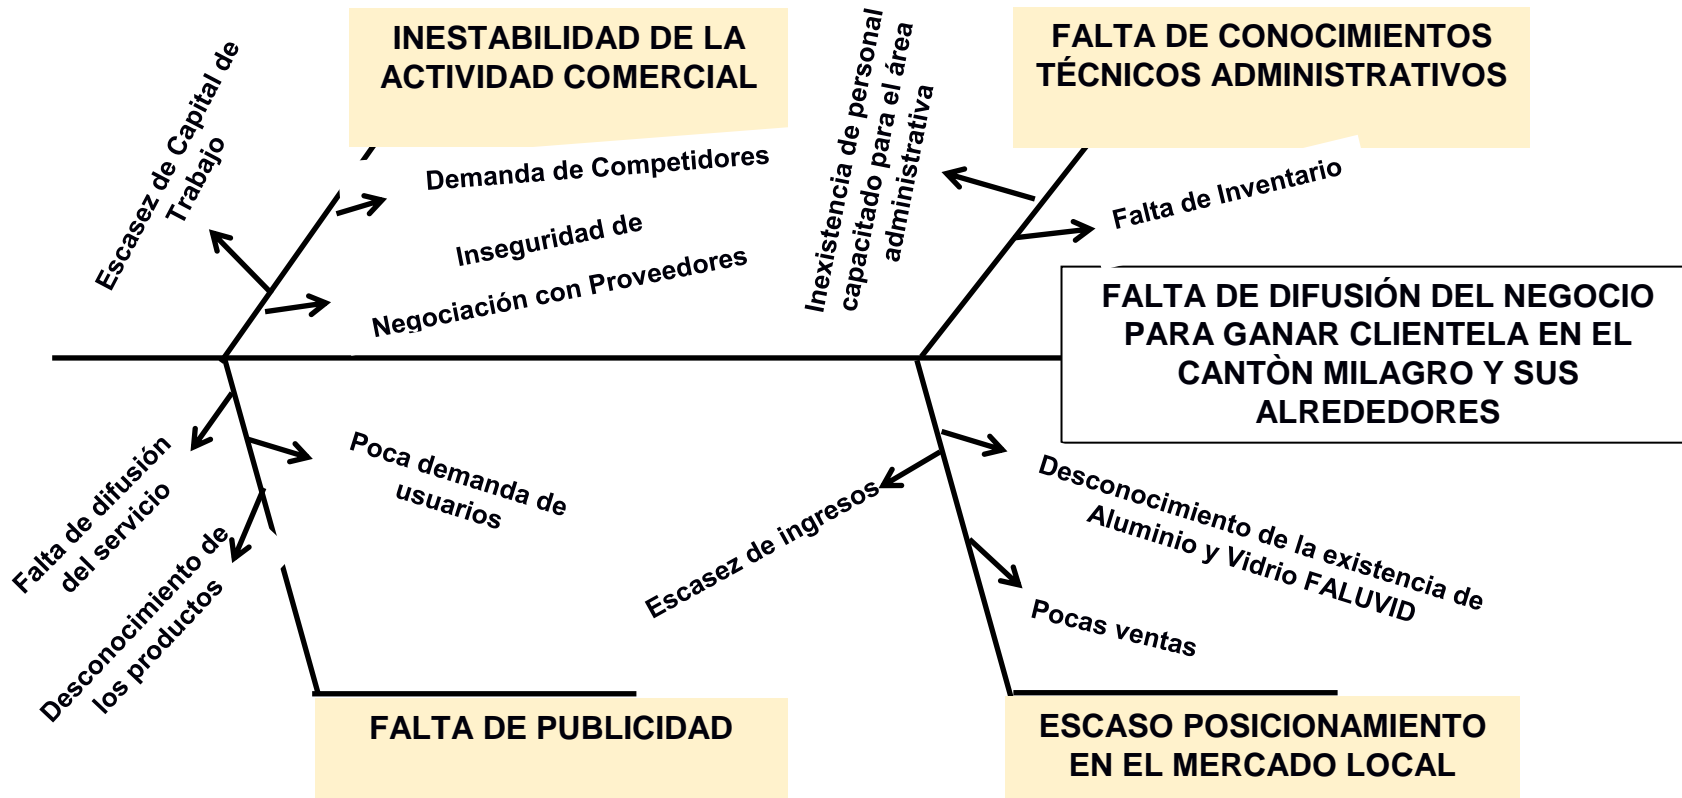 INESTABILIDAD DE LA
ACTIVIDAD COMERCIAL
FALTA DE CONOCIMIENTOS
TÉCNICOS ADMINISTRATIVOS
Escasez de Capital de
Trabajo
Demanda de Competidores
Inseguridad de
Negociación con Proveedores
Inexistencia de personal
capacitado para el área
administrativa
Falta de Inventario
FALTA DE DIFUSIÓN DEL NEGOCIO
PARA GANAR CLIENTELA EN EL
CANTÒN MILAGRO Y SUS
ALREDEDORES
Falta de difusión
del servicio
Desconocimiento de
los productos
Poca demanda de
usuarios
Escasez de ingresos
Desconocimiento de la existencia de
Aluminio y Vidrio FALUVID
Pocas ventas
FALTA DE PUBLICIDAD
ESCASO POSICIONAMIENTO
EN EL MERCADO LOCAL